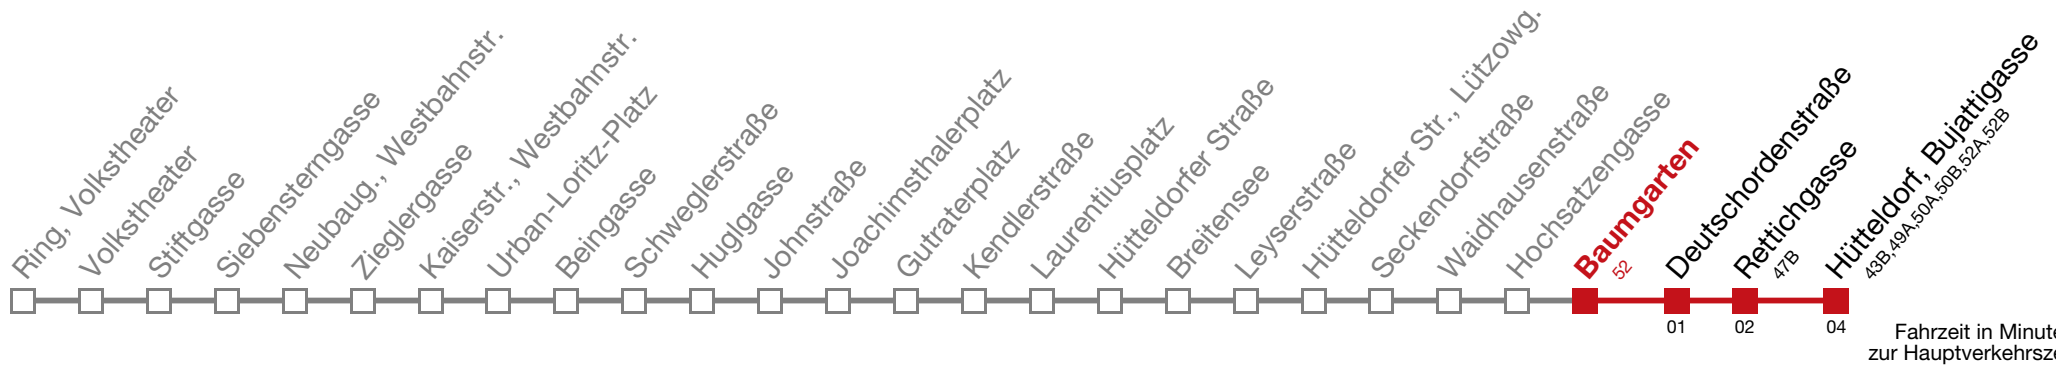 Ring, Volkstheater
Volkstheater
Stiftgasse
Siebensterngasse
Neubaug., Westbahnstr.
Zieglergasse
Kaiserstr., Westbahnstr.
Urban-Loritz-Platz
Beingasse
Schweglerstraße
Huglgasse
Johnstraße
Joachimsthalerplatz
Gutraterplatz
Kendlerstraße
Laurentiusplatz
Hütteldorfer Straße
Breitensee
Leyserstraße
Hütteldorfer Str., Lützowg.
Seckendorfstraße
Waidhausenstraße
Hochsatzengasse
Baumgarten
52
Deutschordenstraße
Rettichgasse
47B
Hütteldorf, Bujattigasse
43B,49A,50A,50B,52A,52B
01
02
04
Fahrzeit in Minute
zur Hauptverkehrsze